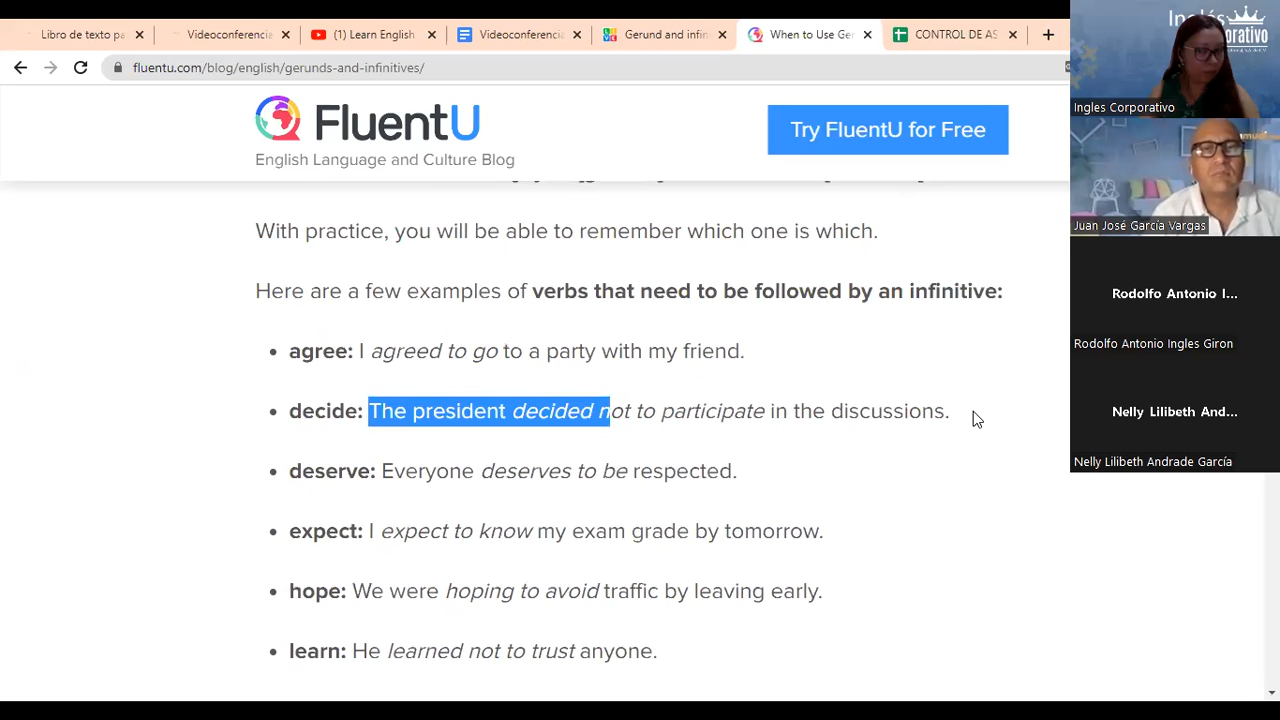 Libro de texto pa
Videoconferencia
(1) Learn English
Videoconferencia
Gerund and infin
When to Use Ger
CONTROL DE AS
fluentu.com/blog/english/gerunds-and-infinitives/
FluentU
English Language and Culture Blog
Try FluentU for Free
With practice, you will be able to remember which one is which.
Here are a few examples of verbs that need to be followed by an infinitive:
• agree: I agreed to go to a party with my friend.
• decide: The president decided not to participate in the discussions.
• deserve: Everyone deserves to be respected.
• expect: I expect to know my exam grade by tomorrow.
• hope: We were hoping to avoid traffic by leaving early.
• learn: He learned not to trust anyone.
Ingles Corporativo
Juan José García Vargas
Rodolfo Antonio I...
Rodolfo Antonio Ingles Giron
Nelly Lilibeth And...
Nelly Lilibeth Andrade García